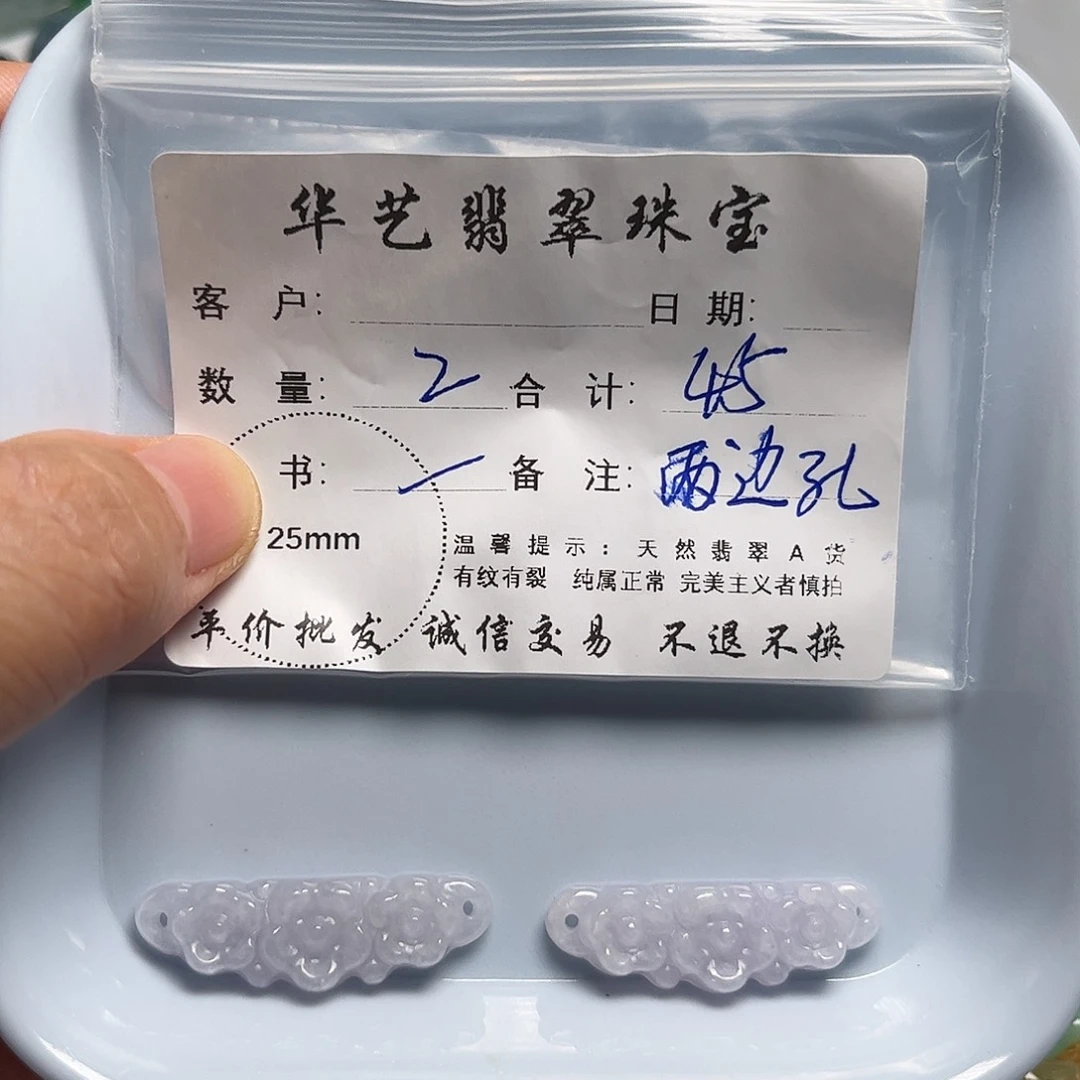 华艺翡翠珠宝
客 户: 日 期:
数 量: 2 合 计: 45
书: 一 备 注: 两边孔
25mm
温馨提示: 天然翡翠A货
有纹有裂 纯属正常 完美主义者慎拍
平价批发 诚信交易 不退不换